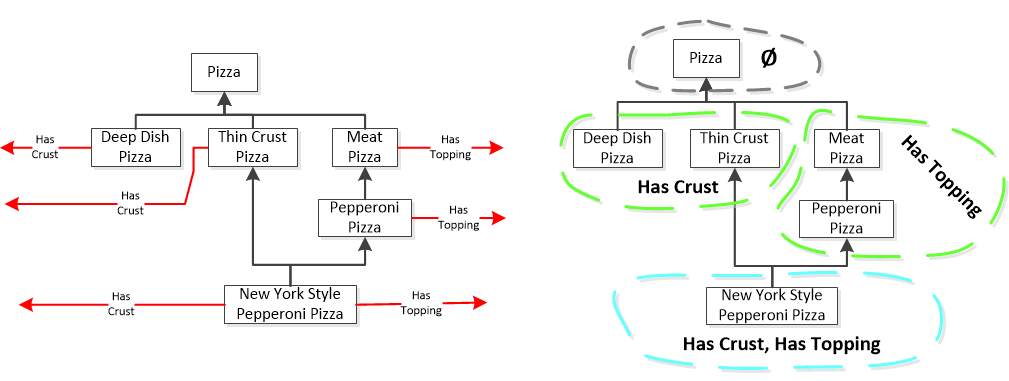 Pizza
Has
Crust
Deep Dish
Pizza
Thin Crust
Pizza
Meat
Pizza
Has
Topping
Has
Crust
Pepperoni
Pizza
Has
Topping
Has
Crust
New York Style
Pepperoni Pizza
Has
Topping
Pizza
Ø
Deep Dish
Pizza
Thin Crust
Pizza
Has Crust
Meat
Pizza
Has Topping
Pepperoni
Pizza
New York Style
Pepperoni Pizza
Has Crust, Has Topping